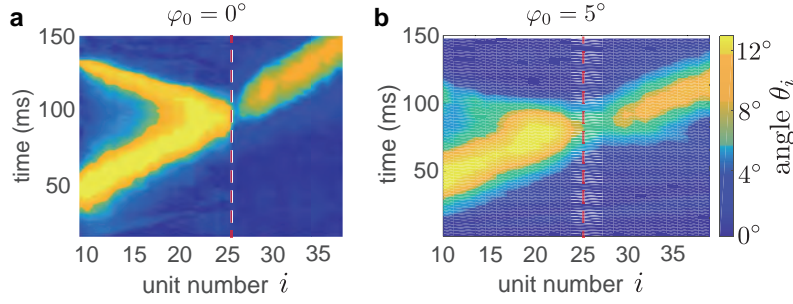 a
φ₀ = 0°
150
100
50
time (ms)
10 15 20 25 30 35
unit number i
b
φ₀ = 5°
150
100
50
0
time (ms)
10 15 20 25 30 35
unit number i
12°
8°
4°
0°
angle θᵢ